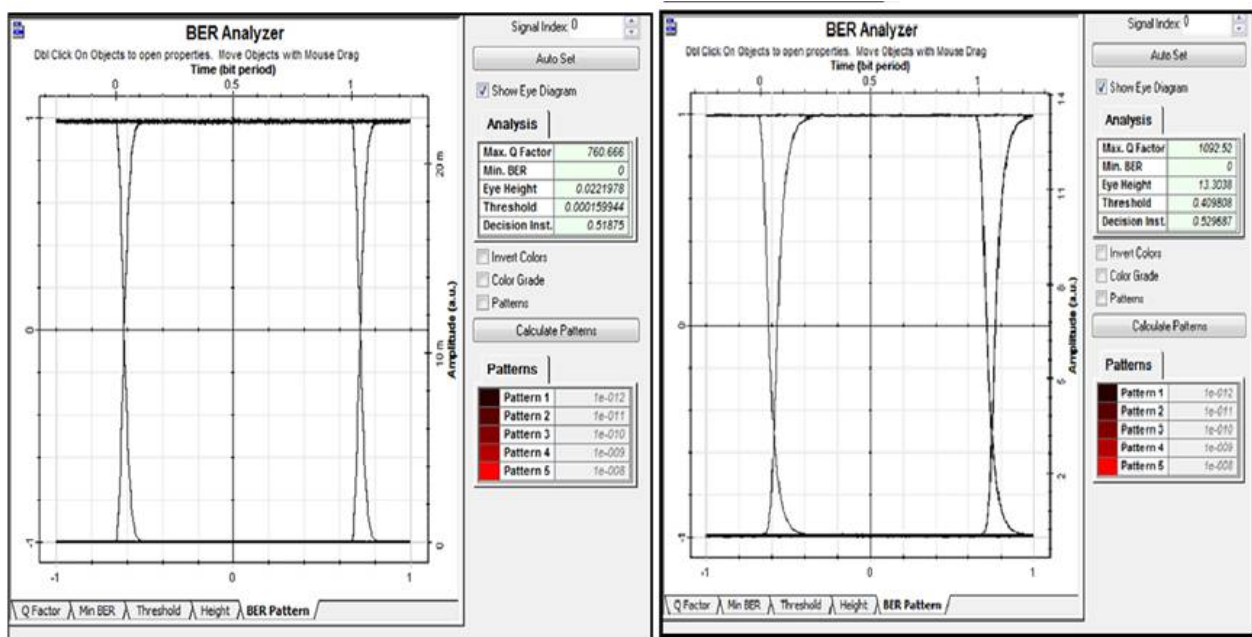 BER Analyzer
Dbl Click On Objects to open properties. Move Objects with Mouse Drag
Time (bit period)
0 0.5 1
1
0
-1
20 m
10 m
0
Amplitude (a.u.)
-1 0 1
Q Factor Min BER Threshold Height BER Pattern
Signal Index: 0
Auto Set
Show Eye Diagram
Analysis
Max. Q Factor 760.666
Min. BER 0
Eye Height 0.0221978
Threshold 0.000159944
Decision Inst. 0.51875
Invert Colors
Color Grade
Patterns
Calculate Patterns
Patterns
Pattern 1 1e-012
Pattern 2 1e-011
Pattern 3 1e-010
Pattern 4 1e-009
Pattern 5 1e-008
BER Analyzer
Dbl Click On Objects to open properties. Move Objects with Mouse Drag
Time (bit period)
0 0.5 1
1
0
-1
14
11
8
5
2
Amplitude (a.u.)
-1 0 1
Q Factor Min BER Threshold Height BER Pattern
Signal Index: 0
Auto Set
Show Eye Diagram
Analysis
Max. Q Factor 1092.52
Min. BER 0
Eye Height 13.3038
Threshold 0.409808
Decision Inst. 0.529687
Invert Colors
Color Grade
Patterns
Calculate Patterns
Patterns
Pattern 1 1e-012
Pattern 2 1e-011
Pattern 3 1e-010
Pattern 4 1e-009
Pattern 5 1e-008